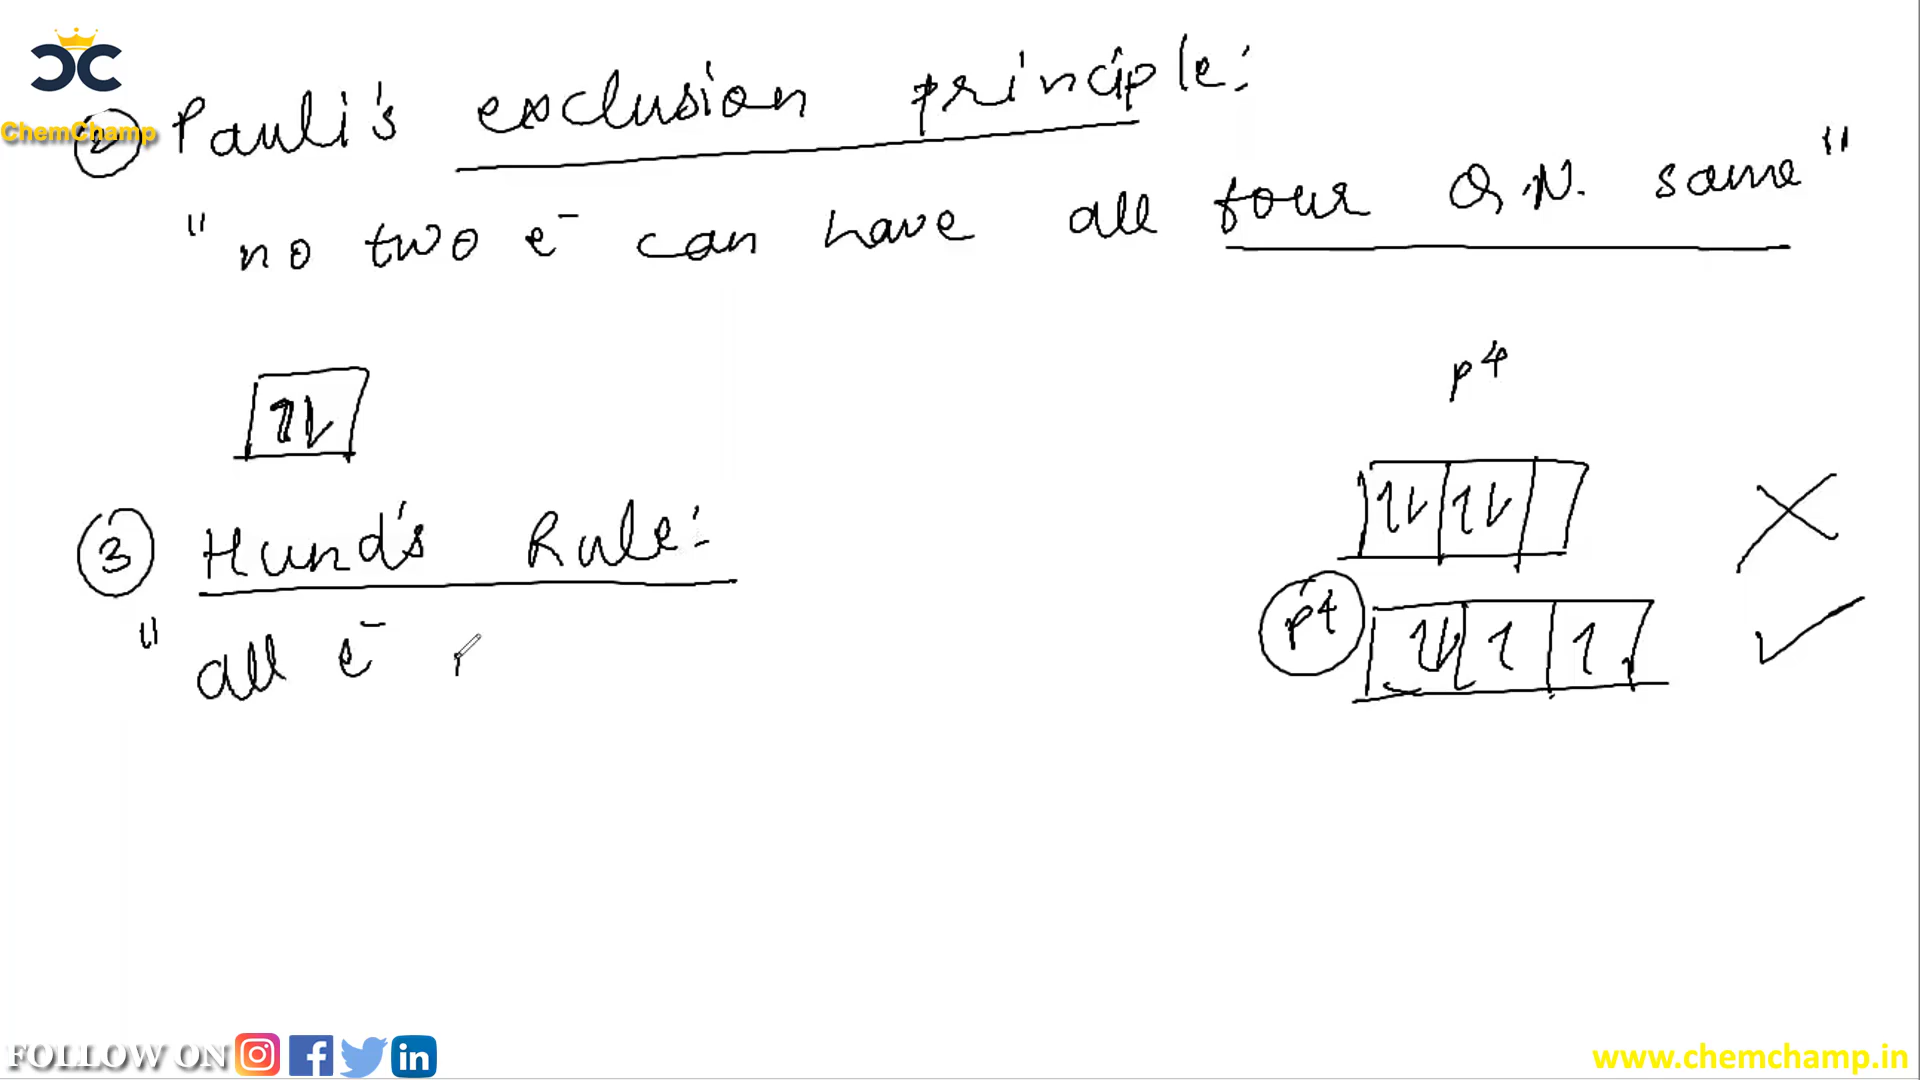 ChemChamp
② Pauli's exclusion principle:
"no two e⁻ can have all four Q.N. same"
p⁴
③ Hund's Rule:
p⁴
"all e⁻
FOLLOW ON
www.chemchamp.in